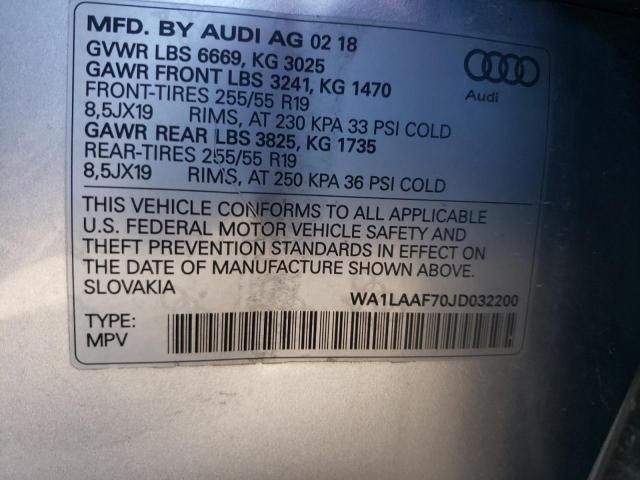 MFD. BY AUDI AG 02 18
GVWR LBS 6669, KG 3025
GAWR FRONT LBS 3241, KG 1470
FRONT-TIRES 255/55 R19
8,5JX19 RIMS, AT 230 KPA 33 PSI COLD
GAWR REAR LBS 3825, KG 1735
REAR-TIRES 255/55 R19
8,5JX19 RIMS, AT 250 KPA 36 PSI COLD
Audi
THIS VEHICLE CONFORMS TO ALL APPLICABLE
U.S. FEDERAL MOTOR VEHICLE SAFETY AND
THEFT PREVENTION STANDARDS IN EFFECT ON
THE DATE OF MANUFACTURE SHOWN ABOVE.
SLOVAKIA WA1LAAF70JD032200
TYPE:
MPV